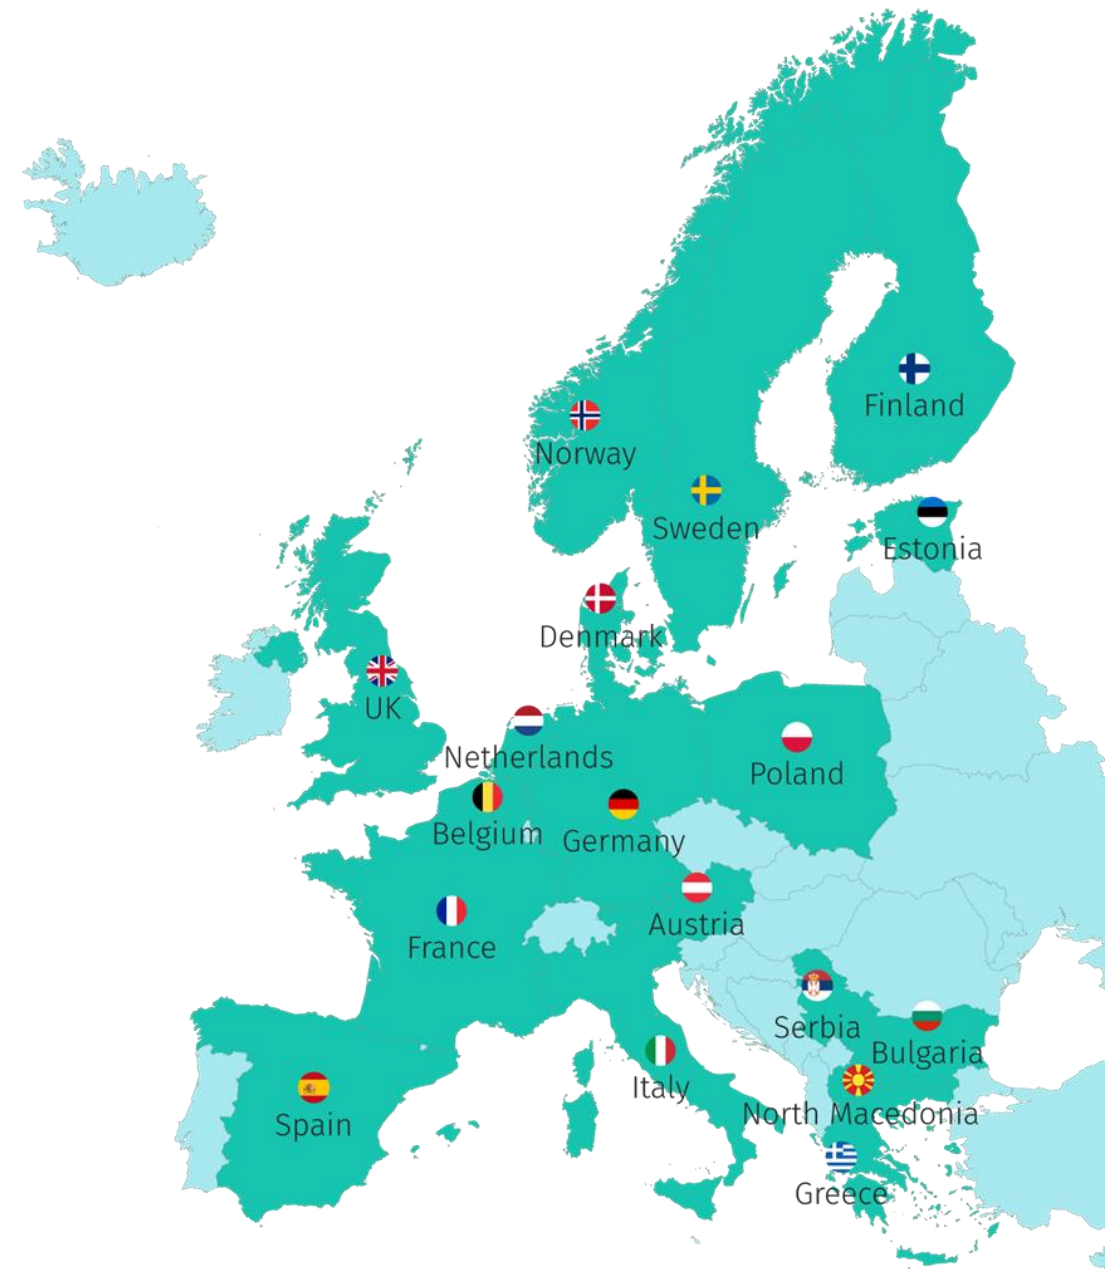 Finland
Norway
Sweden
Estonia
Denmark
UK
Netherlands
Poland
Belgium
Germany
Austria
France
Serbia
Bulgaria
Italy
North Macedonia
Spain
Greece